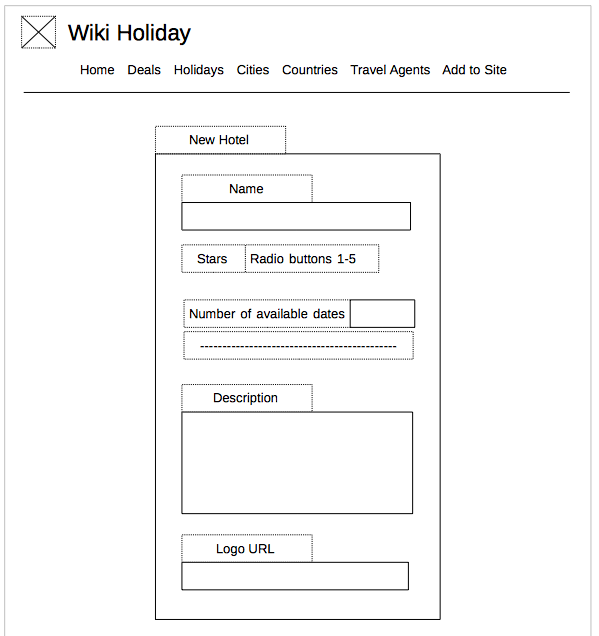 Wiki Holiday
Home Deals Holidays Cities Countries Travel Agents Add to Site
New Hotel
Name
Stars Radio buttons 1-5
Number of available dates
--------------------------------------------
Description
Logo URL